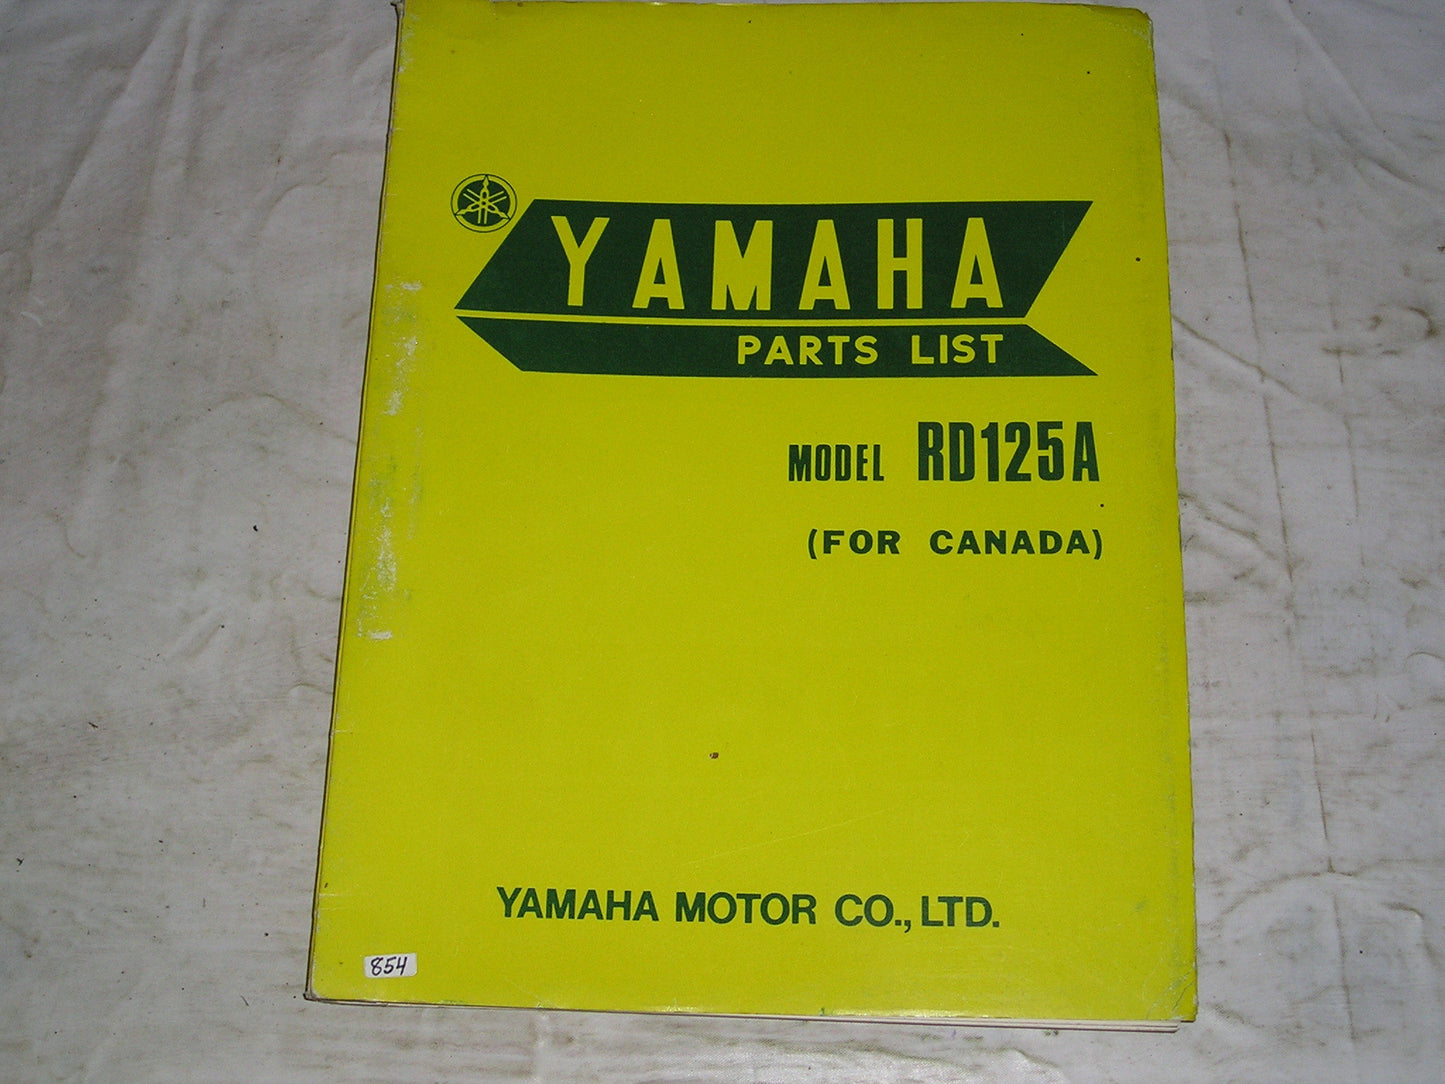 YAMAHA
PARTS LIST
MODEL RD125A
(FOR CANADA)
YAMAHA MOTOR CO., LTD.
854